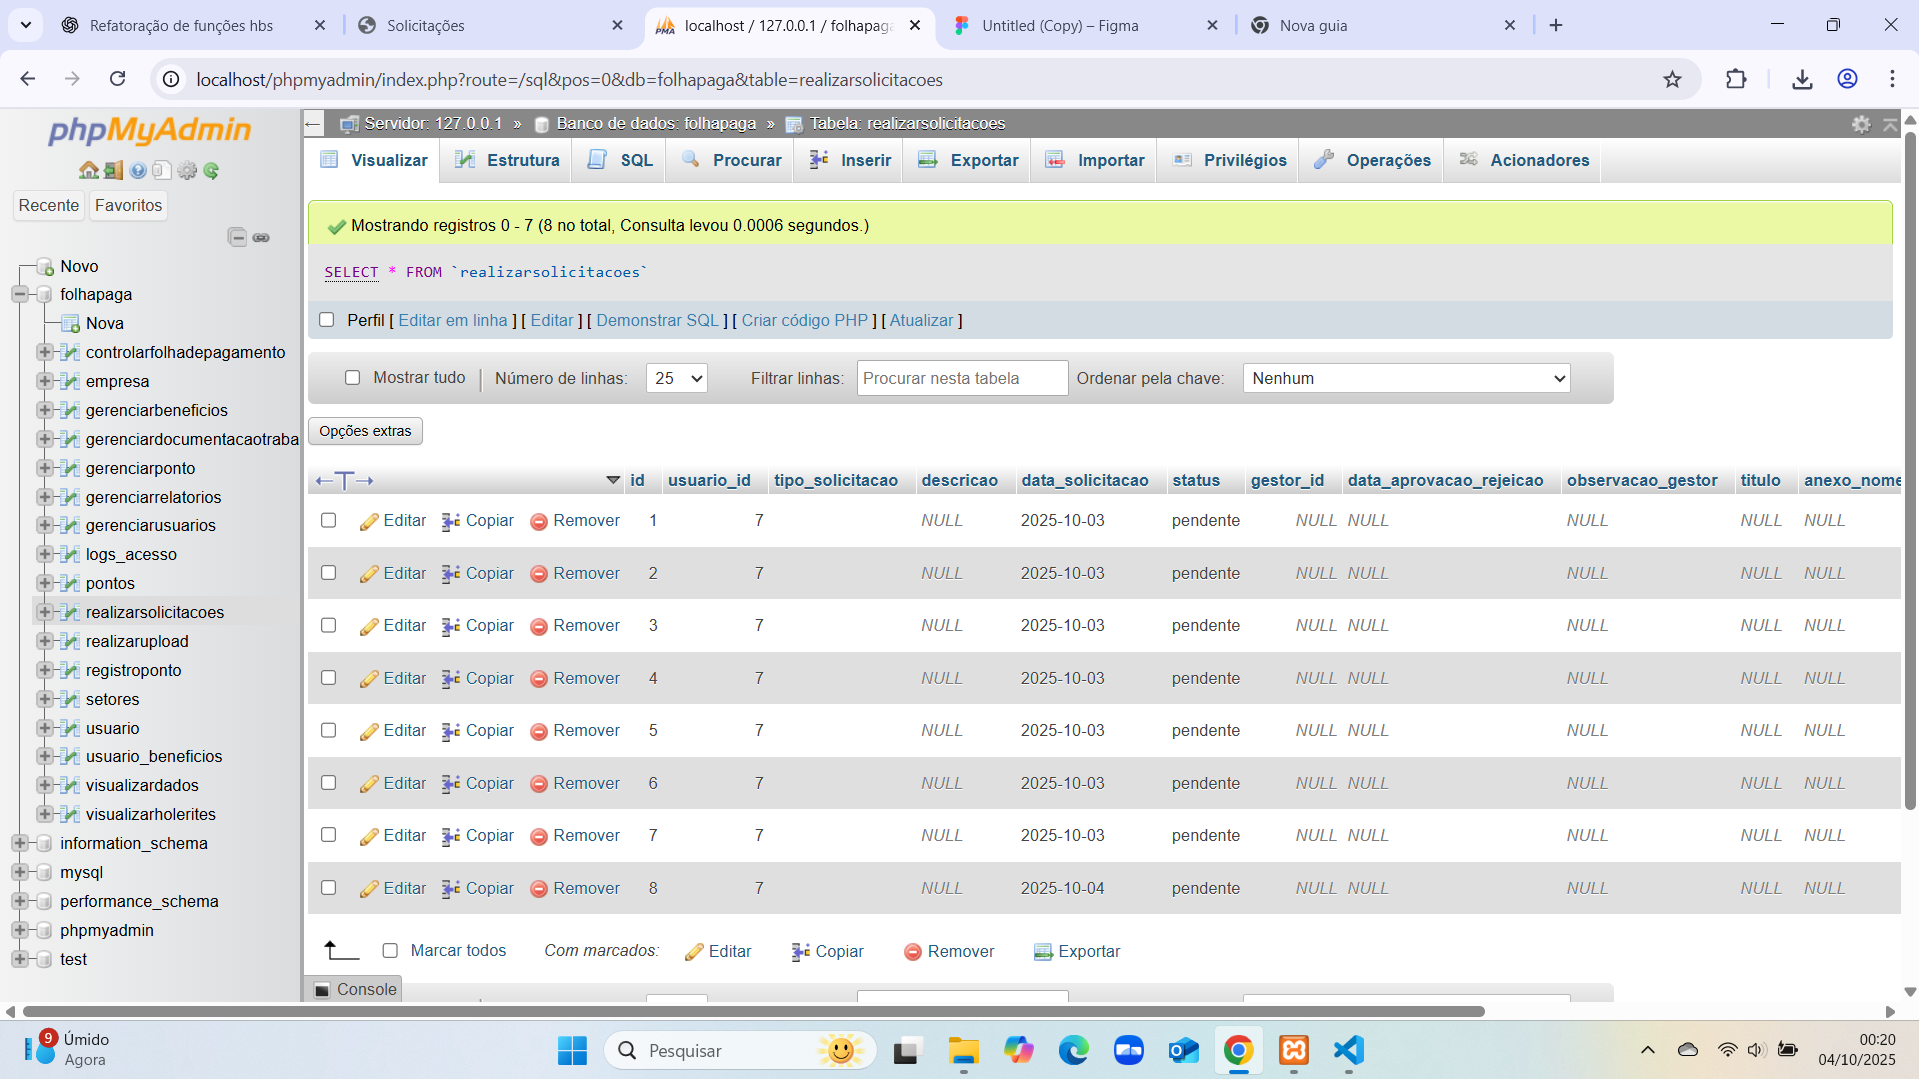 Refatoração de funções hbs
Solicitações
localhost / 127.0.0.1 / folhapaga
Untitled (Copy) – Figma
Nova guia
localhost/phpmyadmin/index.php?route=/sql&pos=0&db=folhapaga&table=realizarsolicitacoes
phpMyAdmin
Recente Favoritos
Novo
folhapaga
Nova
controlarfolhadepagamento
empresa
gerenciarbeneficios
gerenciardocumentacaotraba
gerenciarponto
gerenciarrelatorios
gerenciarusuarios
logs_acesso
pontos
realizarsolicitacoes
realizarupload
registroponto
setores
usuario
usuario_beneficios
visualizardados
visualizarholerites
information_schema
mysql
performance_schema
phpmyadmin
test
Servidor: 127.0.0.1 » Banco de dados: folhapaga » Tabela: realizarsolicitacoes
Visualizar Estrutura SQL Procurar Inserir Exportar Importar Privilégios Operações Acionadores
Mostrando registros 0 - 7 (8 no total, Consulta levou 0.0006 segundos.)
SELECT * FROM `realizarsolicitacoes`
Perfil [ Editar em linha ] [ Editar ] [ Demonstrar SQL ] [ Criar código PHP ] [ Atualizar ]
Mostrar tudo Número de linhas: 25 Filtrar linhas: Procurar nesta tabela Ordenar pela chave: Nenhum
Opções extras
id usuario_id tipo_solicitacao descricao data_solicitacao status gestor_id data_aprovacao_rejeicao observacao_gestor titulo anexo_nome
Editar Copiar Remover 1 7 NULL 2025-10-03 pendente NULL NULL NULL NULL NULL
Editar Copiar Remover 2 7 NULL 2025-10-03 pendente NULL NULL NULL NULL NULL
Editar Copiar Remover 3 7 NULL 2025-10-03 pendente NULL NULL NULL NULL NULL
Editar Copiar Remover 4 7 NULL 2025-10-03 pendente NULL NULL NULL NULL NULL
Editar Copiar Remover 5 7 NULL 2025-10-03 pendente NULL NULL NULL NULL NULL
Editar Copiar Remover 6 7 NULL 2025-10-03 pendente NULL NULL NULL NULL NULL
Editar Copiar Remover 7 7 NULL 2025-10-03 pendente NULL NULL NULL NULL NULL
Editar Copiar Remover 8 7 NULL 2025-10-04 pendente NULL NULL NULL NULL NULL
Marcar todos Com marcados: Editar Copiar Remover Exportar
Console
9
Úmido
Agora
Pesquisar
00:20
04/10/2025